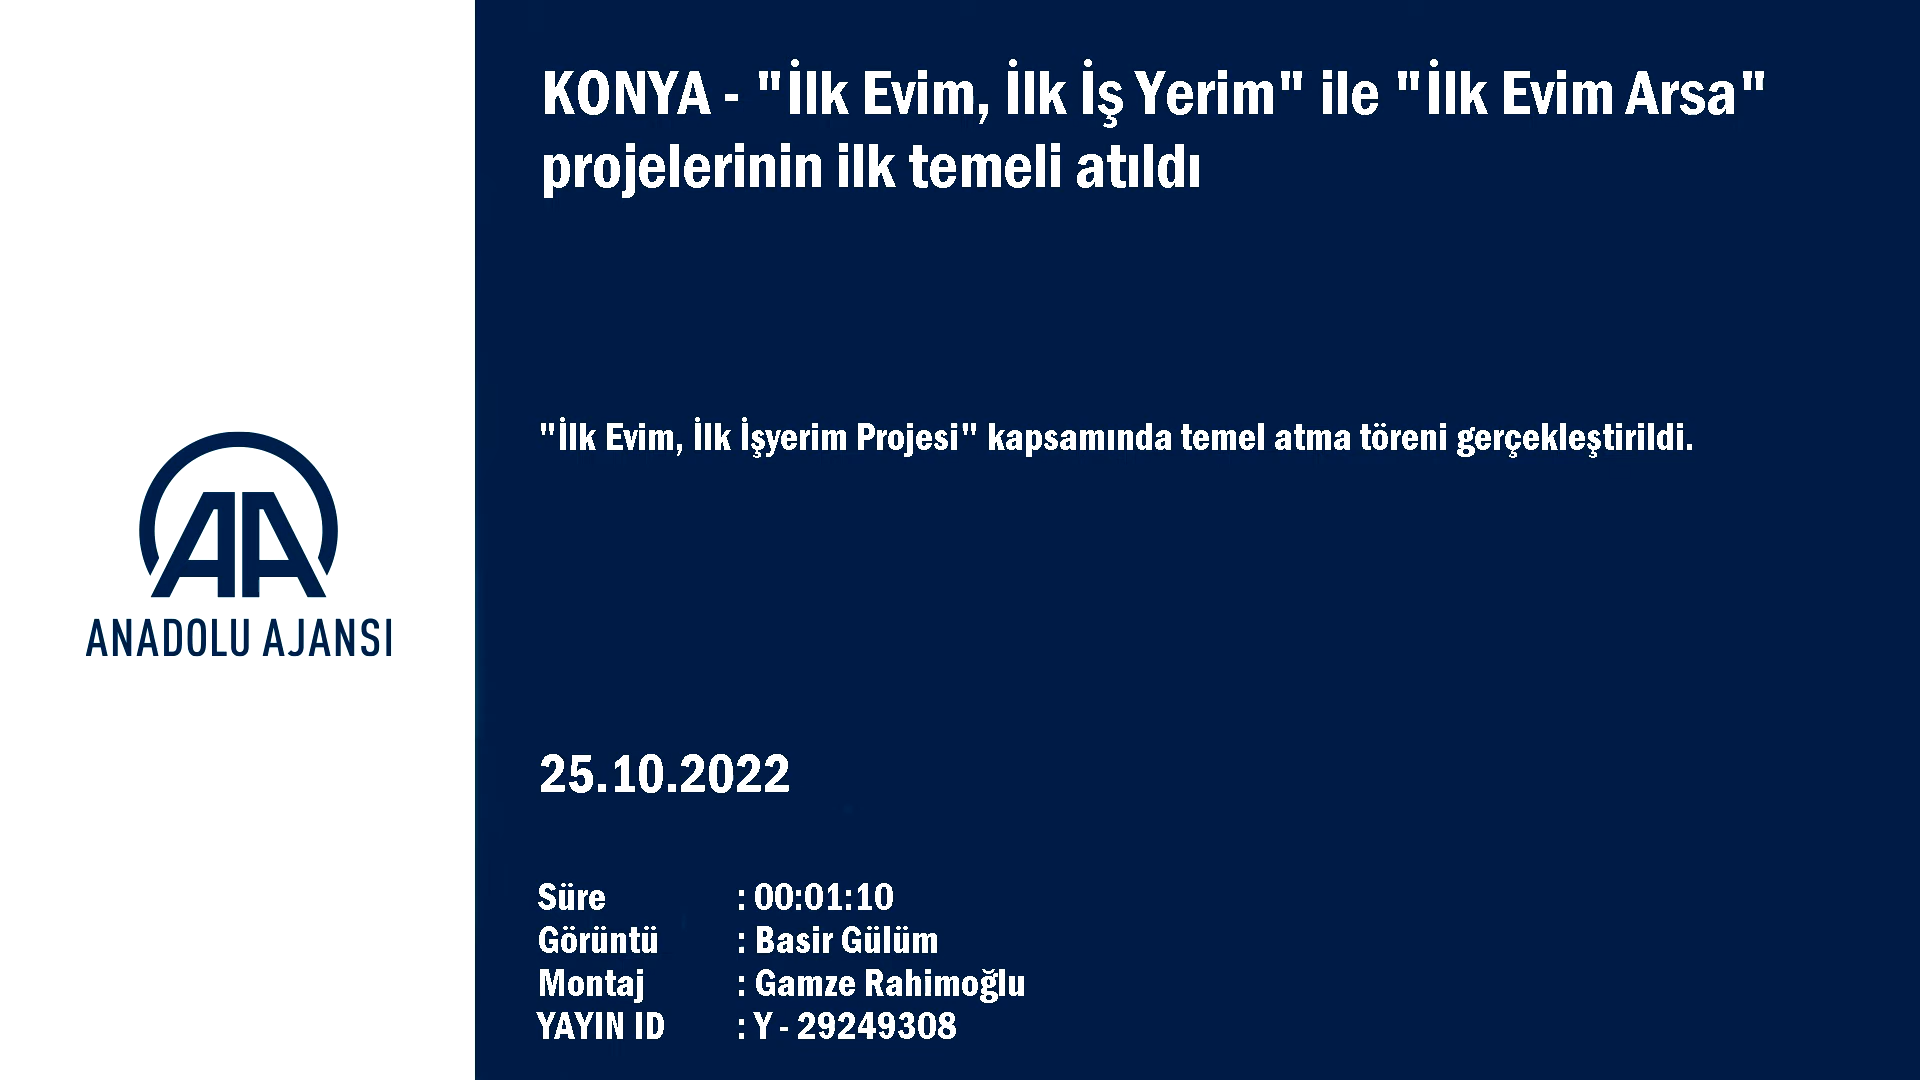 KONYA - "İlk Evim, İlk İş Yerim" ile "İlk Evim Arsa"
projelerinin ilk temeli atıldı
"İlk Evim, İlk İşyerim Projesi" kapsamında temel atma töreni gerçekleştirildi.
AA
ANADOLU AJANSI
25.10.2022
Süre : 00:01:10
Görüntü : Basir Gülüm
Montaj : Gamze Rahimoğlu
YAYIN ID : Y - 29249308